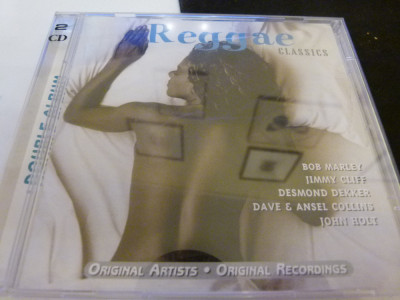 2
CD
DOUBLE ALBUM
Reggae
CLASSICS
BOB MARLEY
JIMMY CLIFF
DESMOND DEKKER
DAVE & ANSEL COLLINS
JOHN HOLT
ORIGINAL ARTISTS • ORIGINAL RECORDINGS